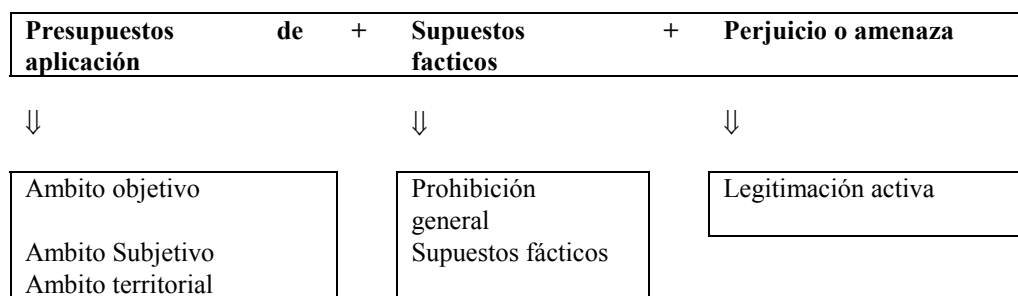 Presupuestos de + Supuestos + Perjuicio o amenaza
aplicación facticos
⇓ ⇓ ⇓
Ambito objetivo Prohibición Legitimación activa
general
Ambito Subjetivo Supuestos fácticos
Ambito territorial